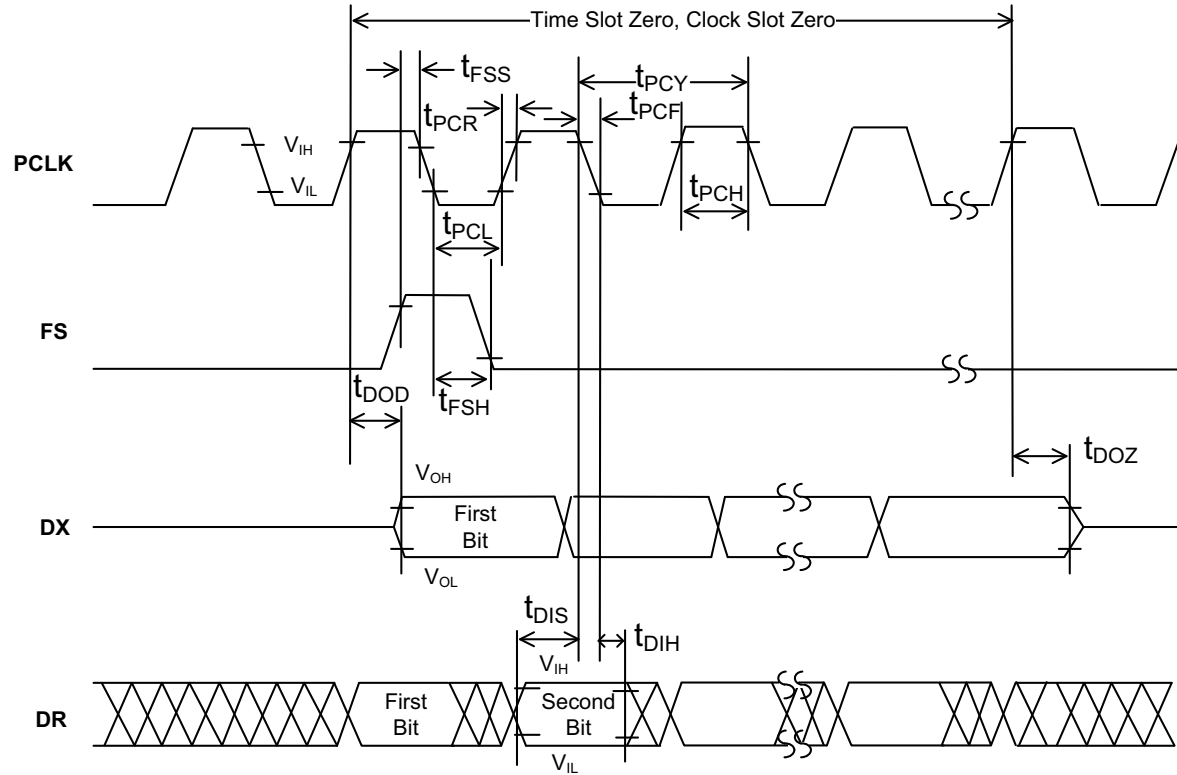 Time Slot Zero, Clock Slot Zero
tFSS
tPCY
tPCR
tPCF
PCLK
VIH
VIL
tPCH
tPCL
FS
tDOD
tFSH
tDOZ
VOH
DX
First
Bit
VOL
tDIS
tDIH
VIH
DR
First
Bit
Second
Bit
VIL